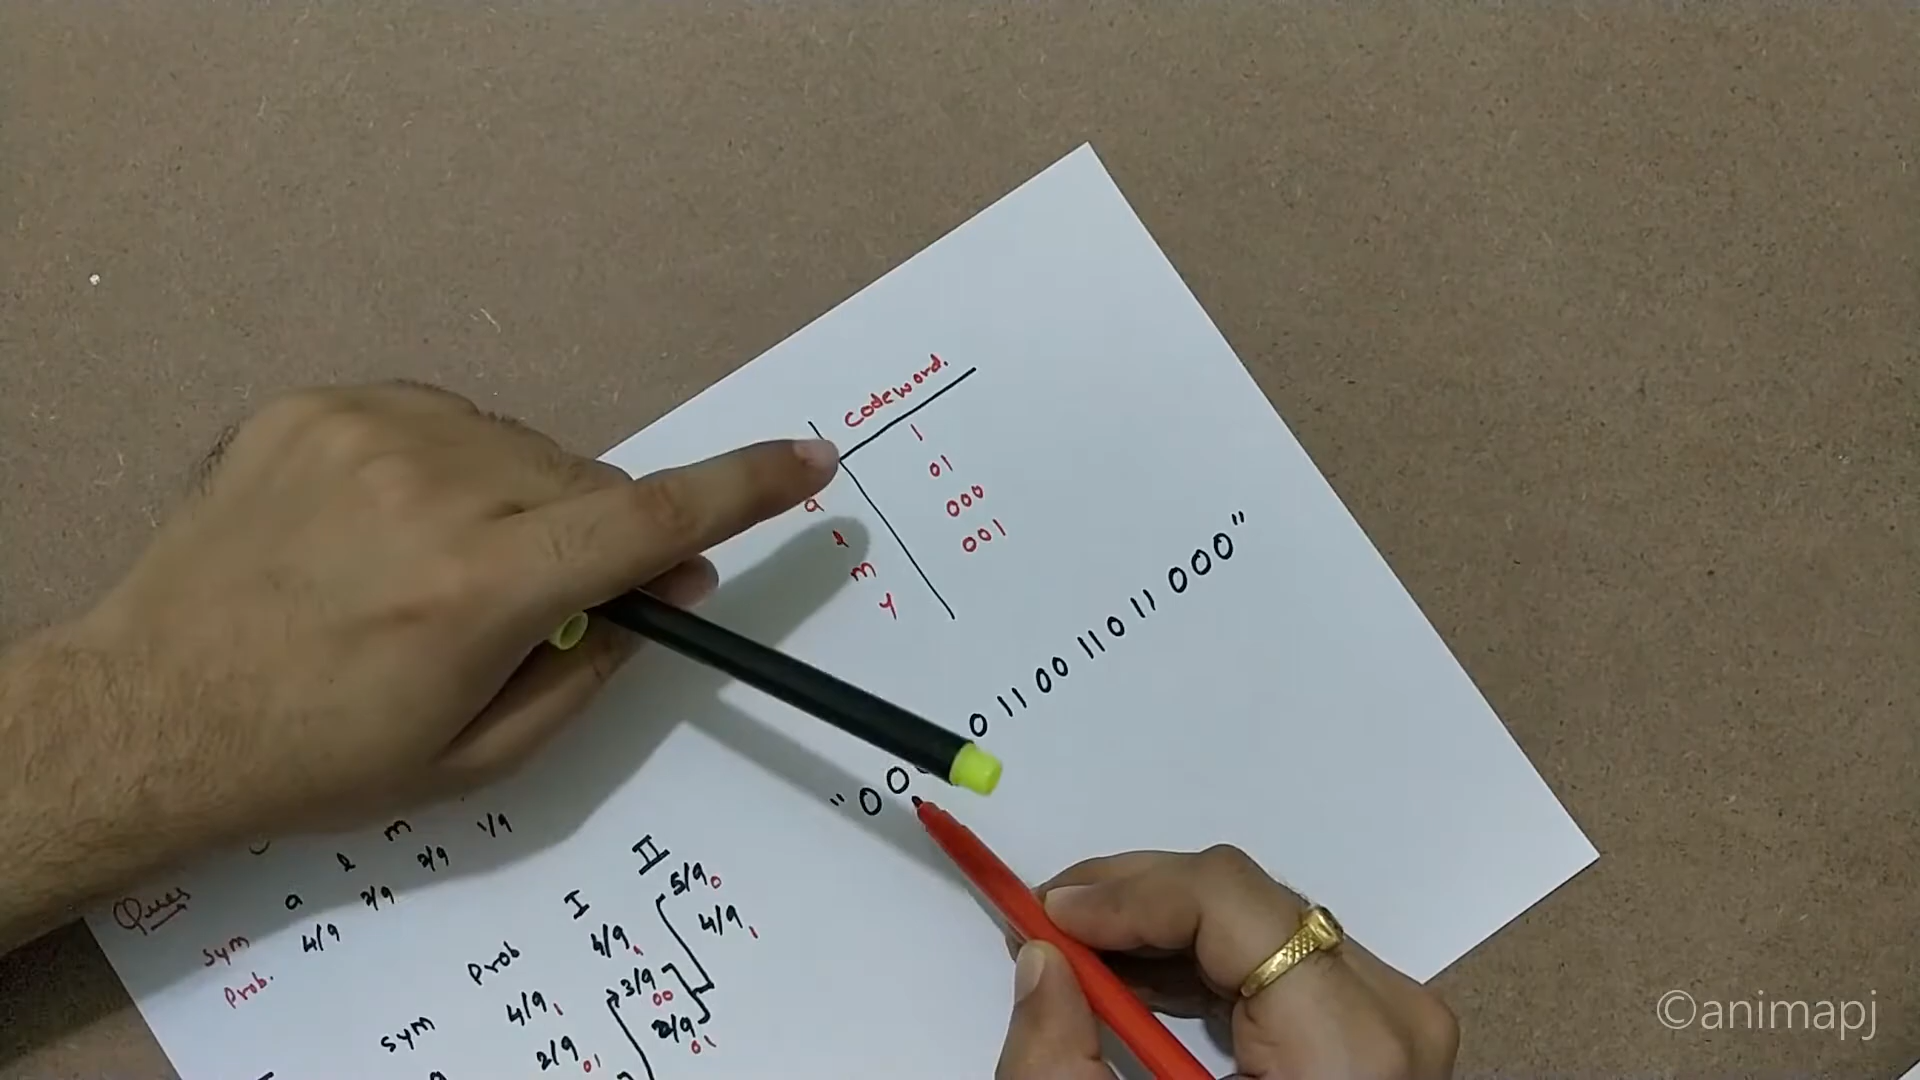 codeword.
1
a 01
l 000
m 001
y
"00 0 11 00 11 0 11 000"
Ques
Sym a l m
Prob. 4/9 2/9 2/9 1/9
Sym Prob I II
4/9 1 4/9 1 5/9 0
2/9 01 3/9 00 4/9 1
2/9 01
©animapj